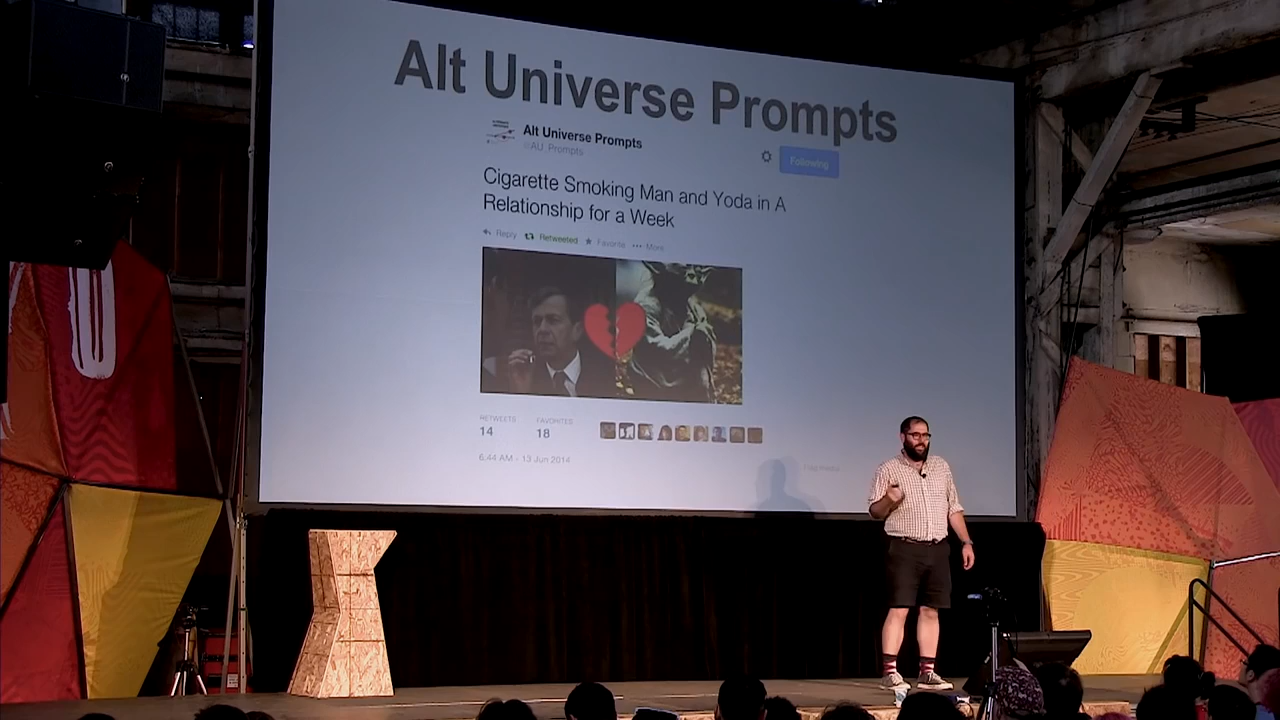 Alt Universe Prompts
Alt Universe Prompts
@AU_Prompts
Following
Cigarette Smoking Man and Yoda in A
Relationship for a Week
Reply Retweeted Favorite More
RETWEETS FAVORITES
14 18
6:44 AM - 13 Jun 2014